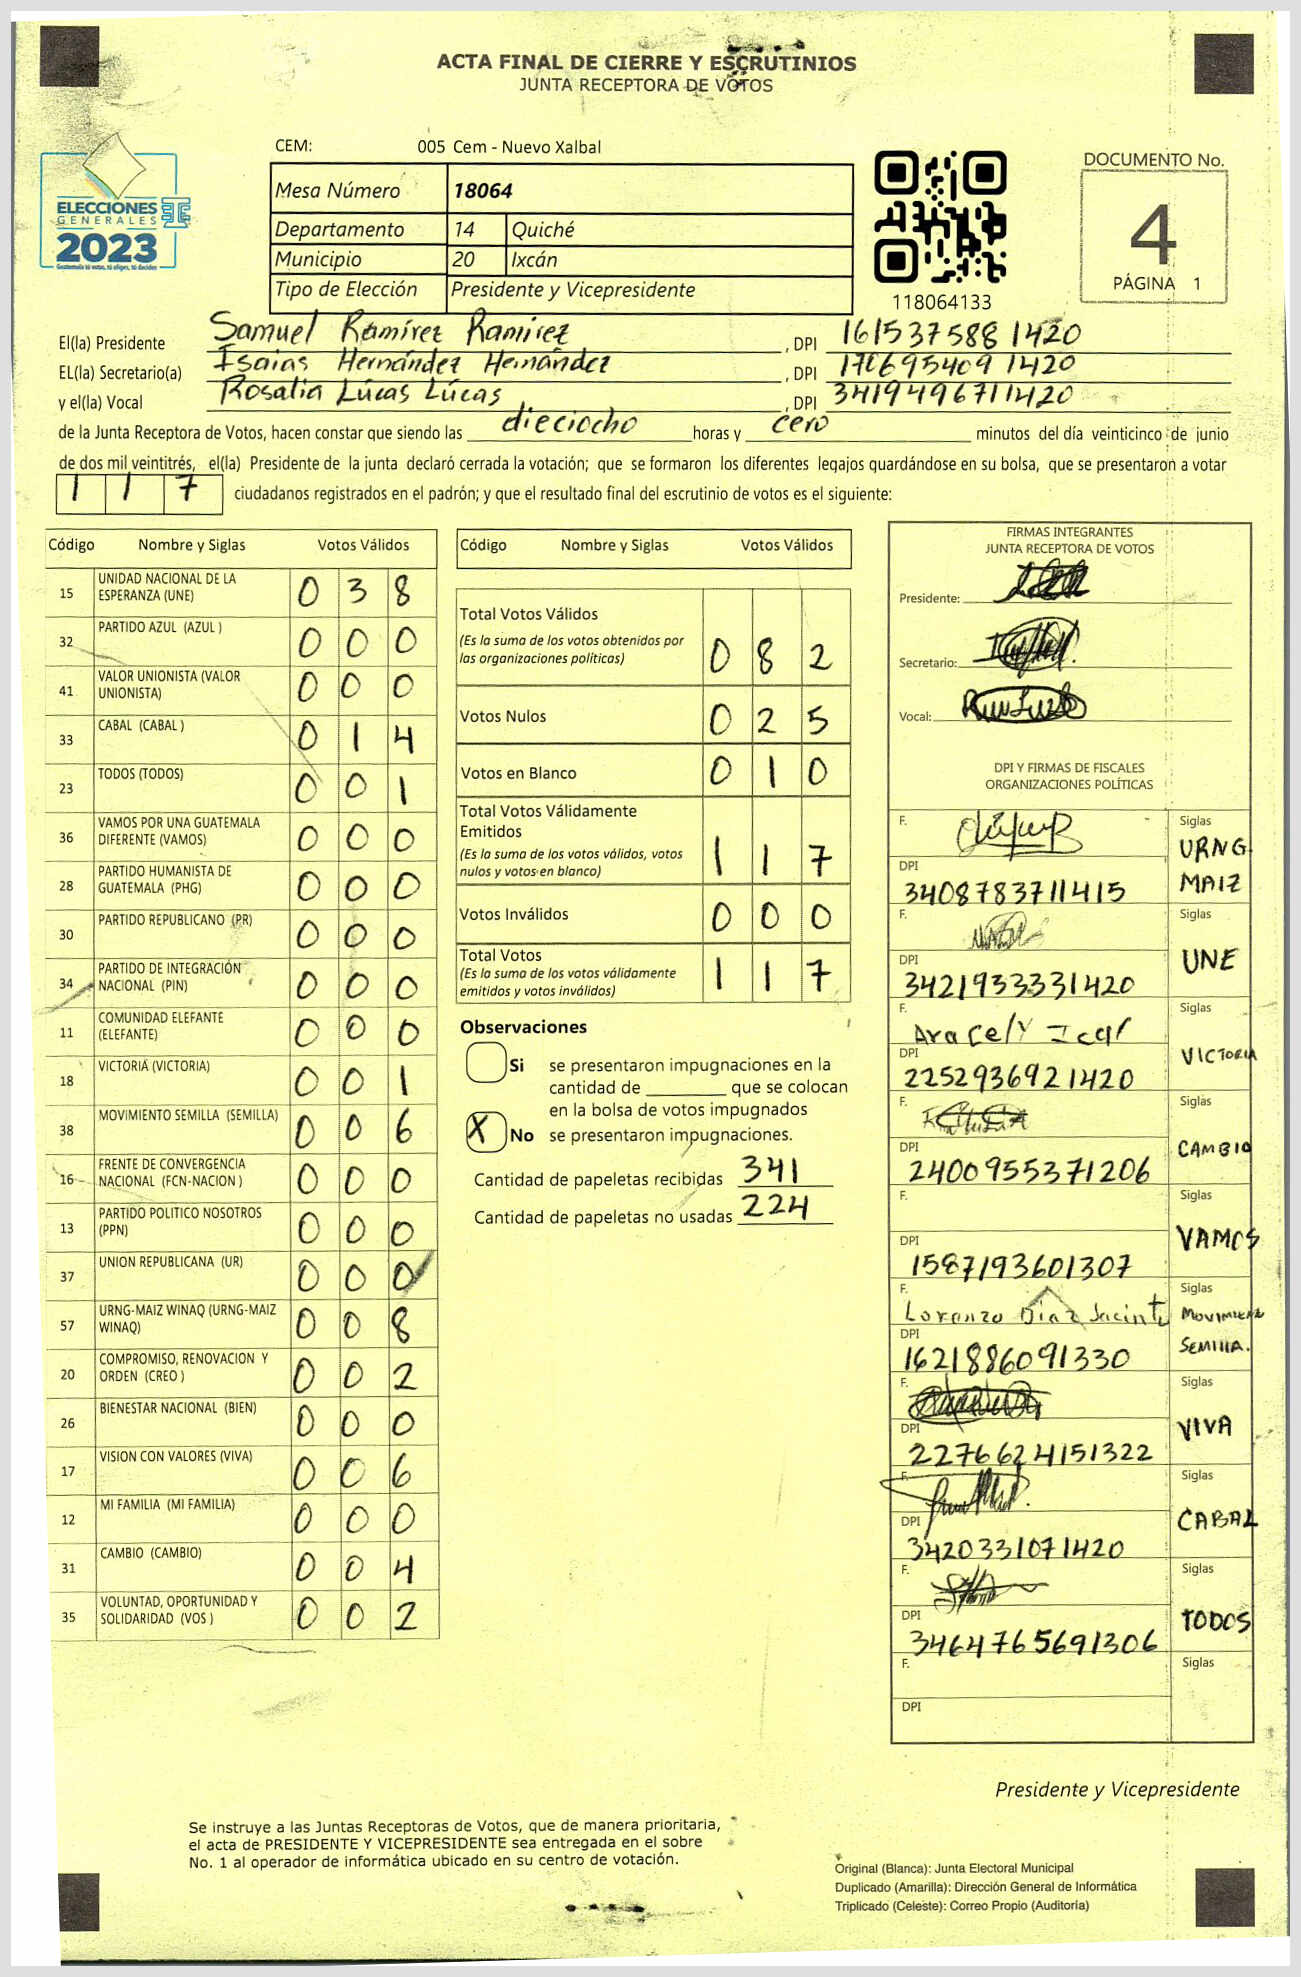 ACTA FINAL DE CIERRE Y ESCRUTINIOS
JUNTA RECEPTORA DE VOTOS
CEM: 005 Cem - Nuevo Xalbal
ELECCIONES
GENERALES
2023
Guatemala tú votas, tú eliges, tú decides
Mesa Número 18064
Departamento 14 Quiché
Municipio 20 Ixcán
Tipo de Elección Presidente y Vicepresidente
118064133
DOCUMENTO No.
4
PÁGINA 1
El(la) Presidente Samuel Ramírez Ramirez , DPI 161537588 1420
EL(la) Secretario(a) Isaias Hernández Hernández , DPI 170695409 1420
y el(la) Vocal Rosalia Lúcas Lúcas , DPI 3419496711420
de la Junta Receptora de Votos, hacen constar que siendo las dieciocho horas y cero minutos del día veinticinco de junio
de dos mil veintitrés, el(la) Presidente de la junta declaró cerrada la votación; que se formaron los diferentes legajos guardándose en su bolsa, que se presentaron a votar
1 1 7 ciudadanos registrados en el padrón; y que el resultado final del escrutinio de votos es el siguiente:
Código Nombre y Siglas Votos Válidos
15 UNIDAD NACIONAL DE LA ESPERANZA (UNE) 0 3 8
32 PARTIDO AZUL (AZUL ) 0 0 0
41 VALOR UNIONISTA (VALOR UNIONISTA) 0 0 0
33 CABAL (CABAL ) 0 1 4
23 TODOS (TODOS) 0 0 1
36 VAMOS POR UNA GUATEMALA DIFERENTE (VAMOS) 0 0 0
28 PARTIDO HUMANISTA DE GUATEMALA (PHG) 0 0 0
30 PARTIDO REPUBLICANO (PR) 0 0 0
34 PARTIDO DE INTEGRACIÓN NACIONAL (PIN) 0 0 0
11 COMUNIDAD ELEFANTE (ELEFANTE) 0 0 0
18 VICTORIA (VICTORIA) 0 0 1
38 MOVIMIENTO SEMILLA (SEMILLA) 0 0 6
16 FRENTE DE CONVERGENCIA NACIONAL (FCN-NACION ) 0 0 0
13 PARTIDO POLITICO NOSOTROS (PPN) 0 0 0
37 UNION REPUBLICANA (UR) 0 0 0
57 URNG-MAIZ WINAQ (URNG-MAIZ WINAQ) 0 0 8
20 COMPROMISO, RENOVACION Y ORDEN (CREO ) 0 0 2
26 BIENESTAR NACIONAL (BIEN) 0 0 0
17 VISION CON VALORES (VIVA) 0 0 6
12 MI FAMILIA (MI FAMILIA) 0 0 0
31 CAMBIO (CAMBIO) 0 0 4
35 VOLUNTAD, OPORTUNIDAD Y SOLIDARIDAD (VOS ) 0 0 2
Código Nombre y Siglas Votos Válidos
Total Votos Válidos
(Es la suma de los votos obtenidos por
las organizaciones políticas) 0 8 2
Votos Nulos 0 2 5
Votos en Blanco 0 1 0
Total Votos Válidamente
Emitidos
(Es la suma de los votos válidos, votos
nulos y votos en blanco) 1 1 7
Votos Inválidos 0 0 0
Total Votos
(Es la suma de los votos válidamente
emitidos y votos inválidos) 1 1 7
Observaciones
Si se presentaron impugnaciones en la
cantidad de ________ que se colocan
en la bolsa de votos impugnados
X No se presentaron impugnaciones.
Cantidad de papeletas recibidas 341
Cantidad de papeletas no usadas 224
FIRMAS INTEGRANTES
JUNTA RECEPTORA DE VOTOS
Presidente:
Secretario:
Vocal:
DPI Y FIRMAS DE FISCALES
ORGANIZACIONES POLÍTICAS
F. Siglas URNG MAIZ
DPI 3408783711415
F. Siglas UNE
DPI 3421933331420
F. Aracely Ical Siglas VICTORIA
DPI 2252936921420
F. Siglas CAMBIO
DPI 2400955371206
F. Siglas VAMOS
DPI 1587193601307
F. Lorenzo Diaz Jacinto Siglas MOVIMIENTO SEMILLA.
DPI 1621886091330
F. Siglas VIVA
DPI 2276624151322
F. Siglas CABAL
DPI 3420331071420
F. Siglas TODOS
DPI 3464765691306
F. Siglas
DPI
Presidente y Vicepresidente
Se instruye a las Juntas Receptoras de Votos, que de manera prioritaria,
el acta de PRESIDENTE Y VICEPRESIDENTE sea entregada en el sobre
No. 1 al operador de informática ubicado en su centro de votación.
Original (Blanca): Junta Electoral Municipal
Duplicado (Amarilla): Dirección General de Informática
Triplicado (Celeste): Correo Propio (Auditoría)